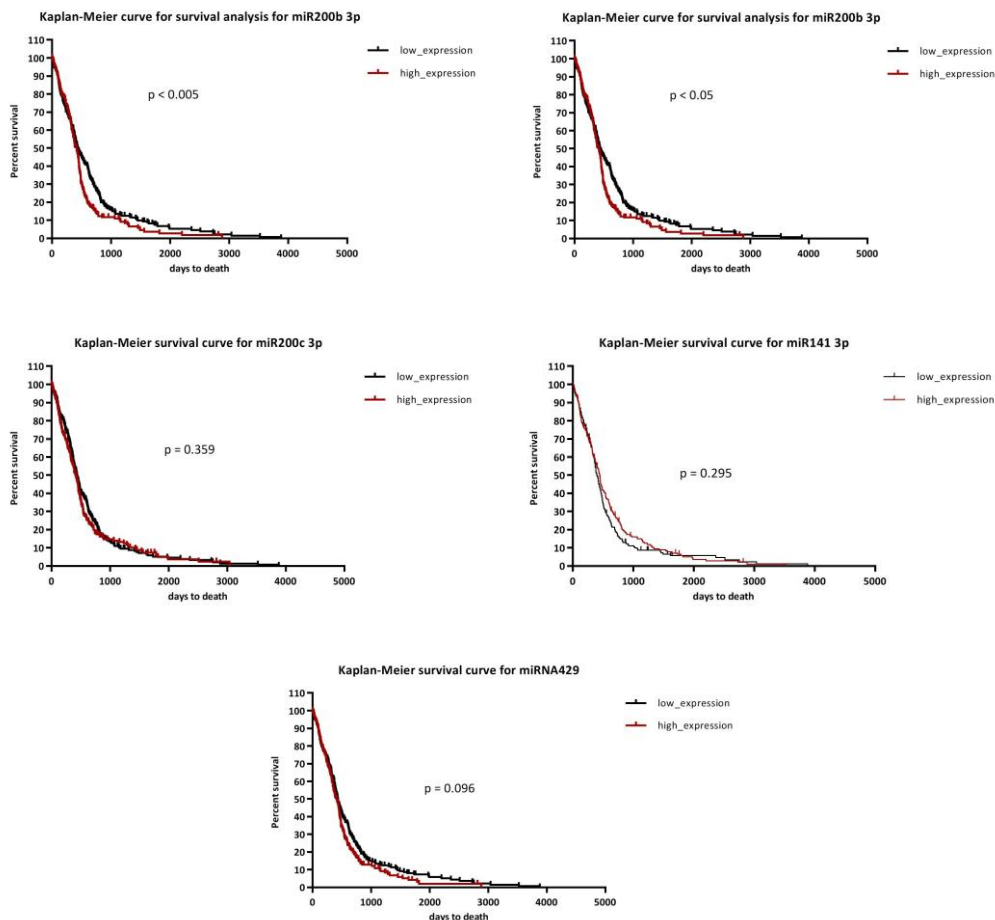 Kaplan-Meier curve for survival analysis for miR200b 3p
110
100
90
80
70
60
50
40
30
20
10
0
Percent survival
0 1000 2000 3000 4000 5000
days to death
low_expression
high_expression
p < 0.005
Kaplan-Meier curve for survival analysis for miR200b 3p
110
100
90
80
70
60
50
40
30
20
10
0
Percent survival
0 1000 2000 3000 4000 5000
days to death
low_expression
high_expression
p < 0.05
Kaplan-Meier survival curve for miR200c 3p
110
100
90
80
70
60
50
40
30
20
10
0
Percent survival
0 1000 2000 3000 4000 5000
days to death
low_expression
high_expression
p = 0.359
Kaplan-Meier survival curve for miR141 3p
110
100
90
80
70
60
50
40
30
20
10
0
Percent survival
0 1000 2000 3000 4000 5000
days to death
low_expression
high_expression
p = 0.295
Kaplan-Meier survival curve for miRNA429
110
100
90
80
70
60
50
40
30
20
10
0
Percent survival
0 1000 2000 3000 4000 5000
days to death
low_expression
high_expression
p = 0.096